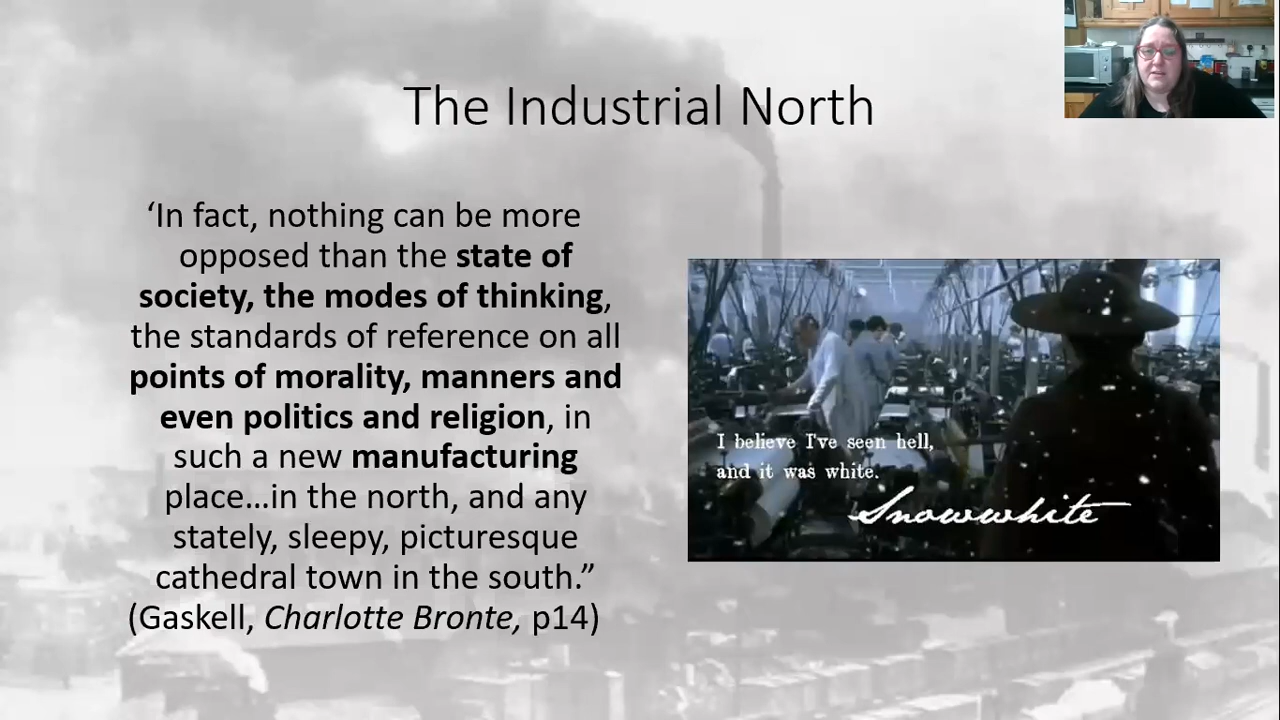 The Industrial North
‘In fact, nothing can be more
opposed than the state of
society, the modes of thinking,
the standards of reference on all
points of morality, manners and
even politics and religion, in
such a new manufacturing
place…in the north, and any
stately, sleepy, picturesque
cathedral town in the south.”
(Gaskell, Charlotte Bronte, p14)
I believe I've seen hell,
and it was white.
Snowwhite